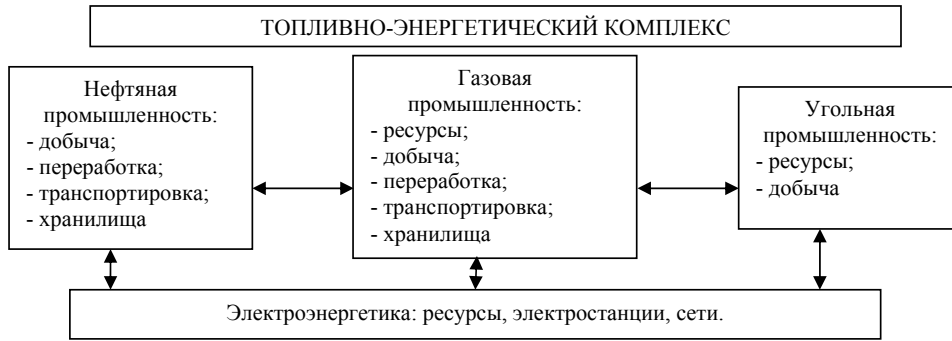 ТОПЛИВНО-ЭНЕРГЕТИЧЕСКИЙ КОМПЛЕКС
Нефтяная
промышленность:
- добыча;
- переработка;
- транспортировка;
- хранилища
Газовая
промышленность:
- ресурсы;
- добыча;
- переработка;
- транспортировка;
- хранилища
Угольная
промышленность:
- ресурсы;
- добыча
Электроэнергетика: ресурсы, электростанции, сети.